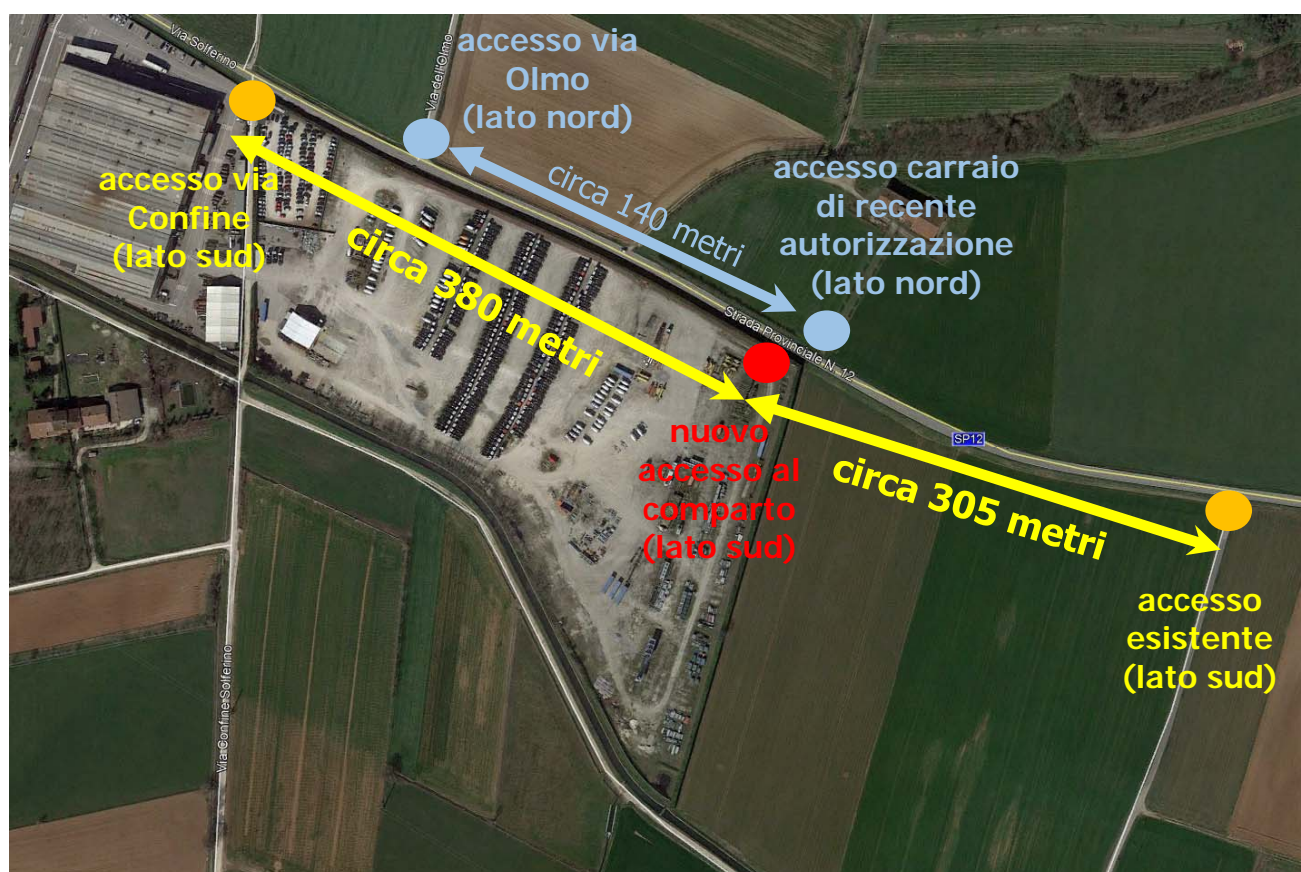 Via Solferino
Via dell'Olmo
accesso via
Olmo
(lato nord)
accesso via
Confine
(lato sud)
circa 140 metri
accesso carraio
di recente
autorizzazione
(lato nord)
circa 380 metri
Strada Provinciale N. 12
SP12
nuovo
accesso al
comparto
(lato sud)
circa 305 metri
accesso
esistente
(lato sud)
Via Confine Solferino